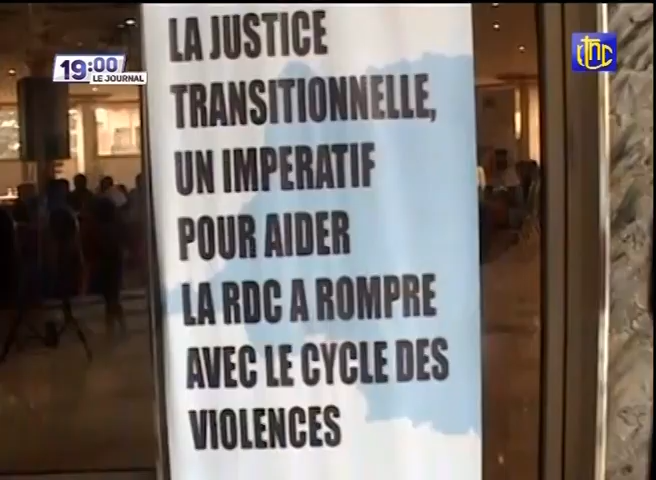 LA JUSTICE
TRANSITIONNELLE,
UN IMPERATIF
POUR AIDER
LA RDC A ROMPRE
AVEC LE CYCLE DES
VIOLENCES
19:00
LE JOURNAL